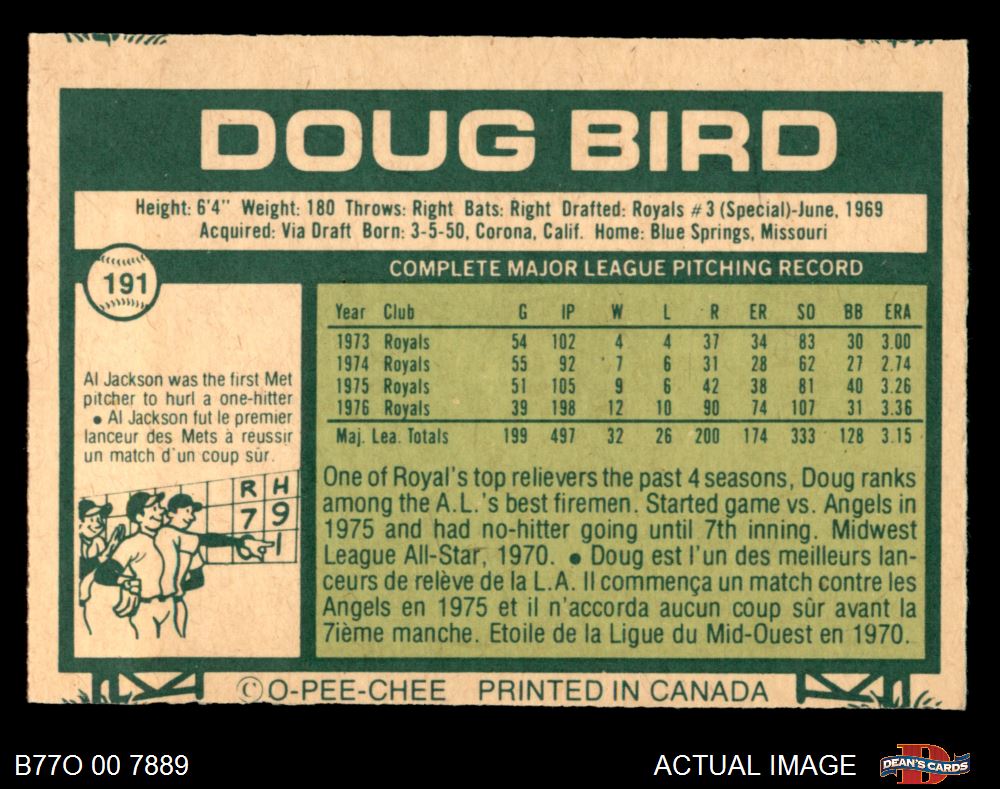 DOUG BIRD
Height: 6'4" Weight: 180 Throws: Right Bats: Right Drafted: Royals #3 (Special)-June, 1969
Acquired: Via Draft Born: 3-5-50, Corona, Calif. Home: Blue Springs, Missouri
191
COMPLETE MAJOR LEAGUE PITCHING RECORD
Year Club G IP W L R ER SO BB ERA
1973 Royals 54 102 4 4 37 34 83 30 3.00
1974 Royals 55 92 7 6 31 28 62 27 2.74
1975 Royals 51 105 9 6 42 38 81 40 3.26
1976 Royals 39 198 12 10 90 74 107 31 3.36
Maj. Lea. Totals 199 497 32 26 200 174 333 128 3.15
Al Jackson was the first Met
pitcher to hurl a one-hitter
● Al Jackson fut le premier
lanceur des Mets à reussir
un match d'un coup sûr.
R H
7 9
1
One of Royal's top relievers the past 4 seasons, Doug ranks
among the A.L.'s best firemen. Started game vs. Angels in
1975 and had no-hitter going until 7th inning. Midwest
League All-Star, 1970. ● Doug est l'un des meilleurs lan-
ceurs de relève de la L.A. Il commença un match contre les
Angels en 1975 et il n'accorda aucun coup sûr avant la
7ième manche. Etoile de la Ligue du Mid-Ouest en 1970.
© O-PEE-CHEE PRINTED IN CANADA
B77O 00 7889
ACTUAL IMAGE
D
DEAN'S CARDS